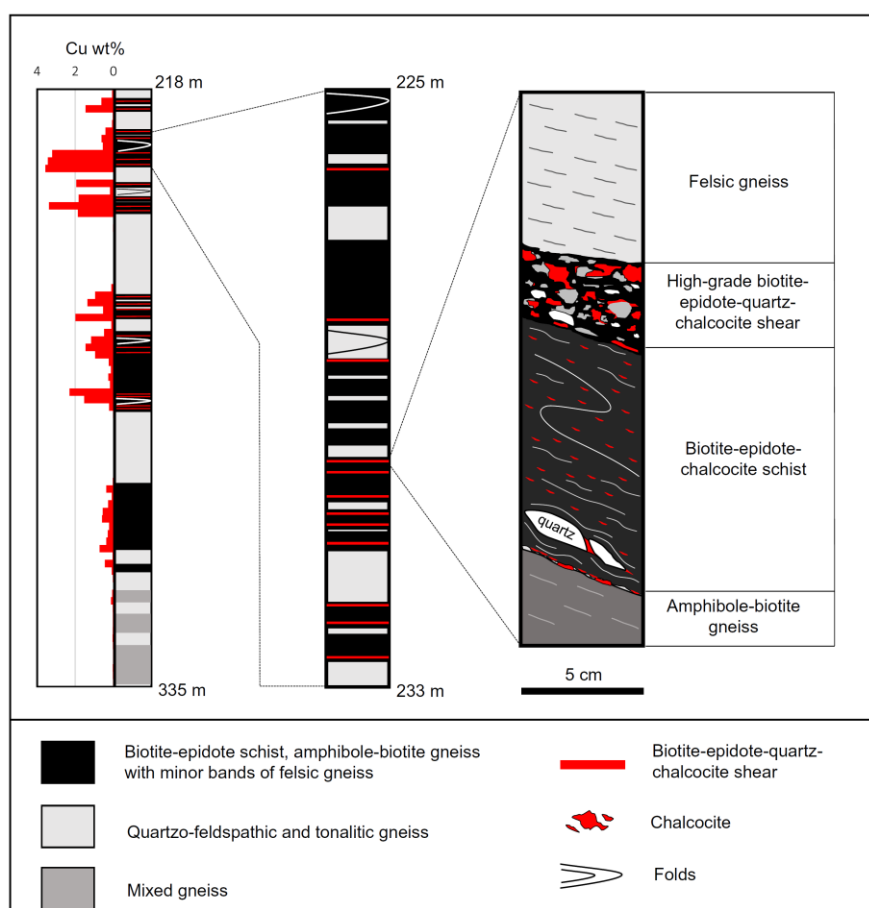 Cu wt%
4 2 0
218 m
335 m
225 m
233 m
Felsic gneiss
High-grade biotite-
epidote-quartz-
chalcocite shear
Biotite-epidote-
chalcocite schist
quartz
Amphibole-biotite
gneiss
5 cm
Biotite-epidote schist, amphibole-biotite gneiss
with minor bands of felsic gneiss
Quartzo-feldspathic and tonalitic gneiss
Mixed gneiss
Biotite-epidote-quartz-
chalcocite shear
Chalcocite
Folds